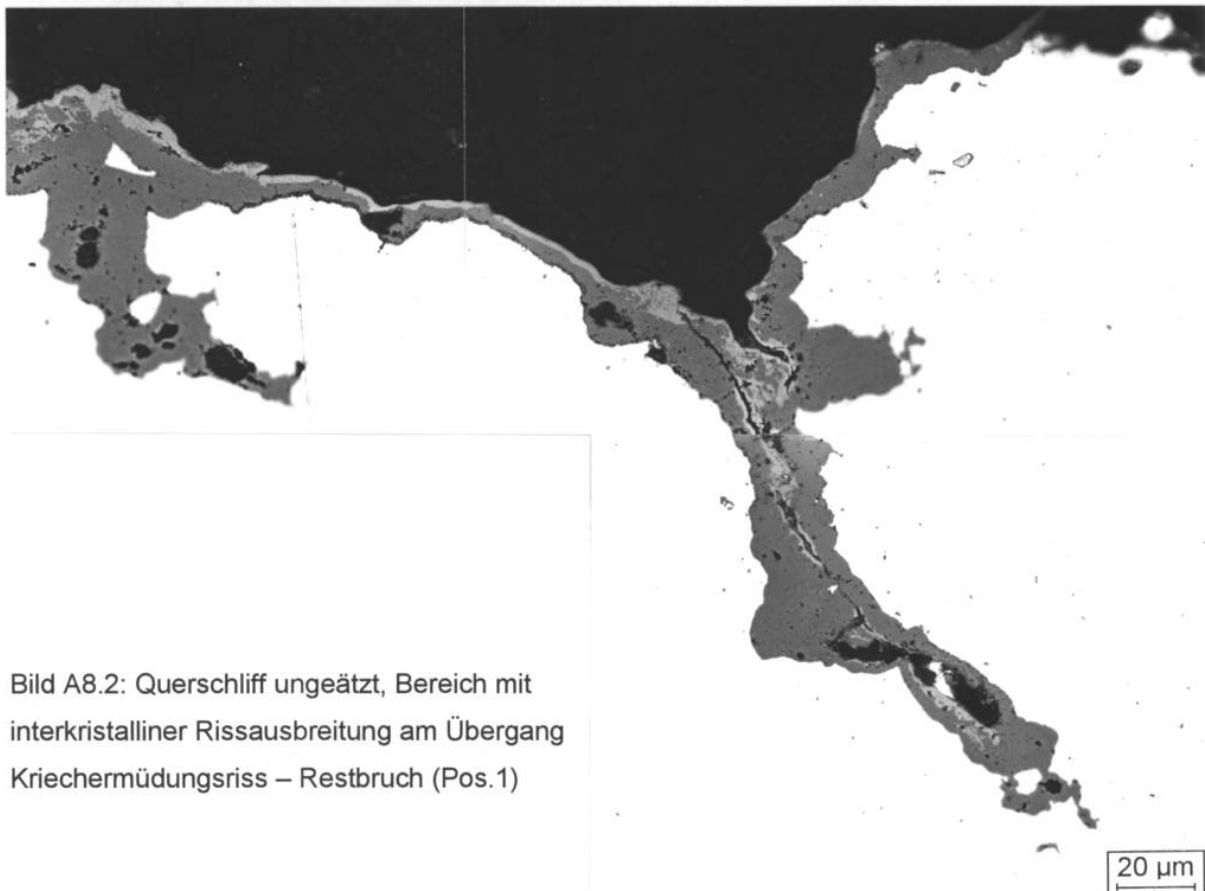 Bild A8.2: Querschliff ungeätzt, Bereich mit
interkristalliner Rissausbreitung am Übergang
Kriechermüdungsriss – Restbruch (Pos.1)
20 µm